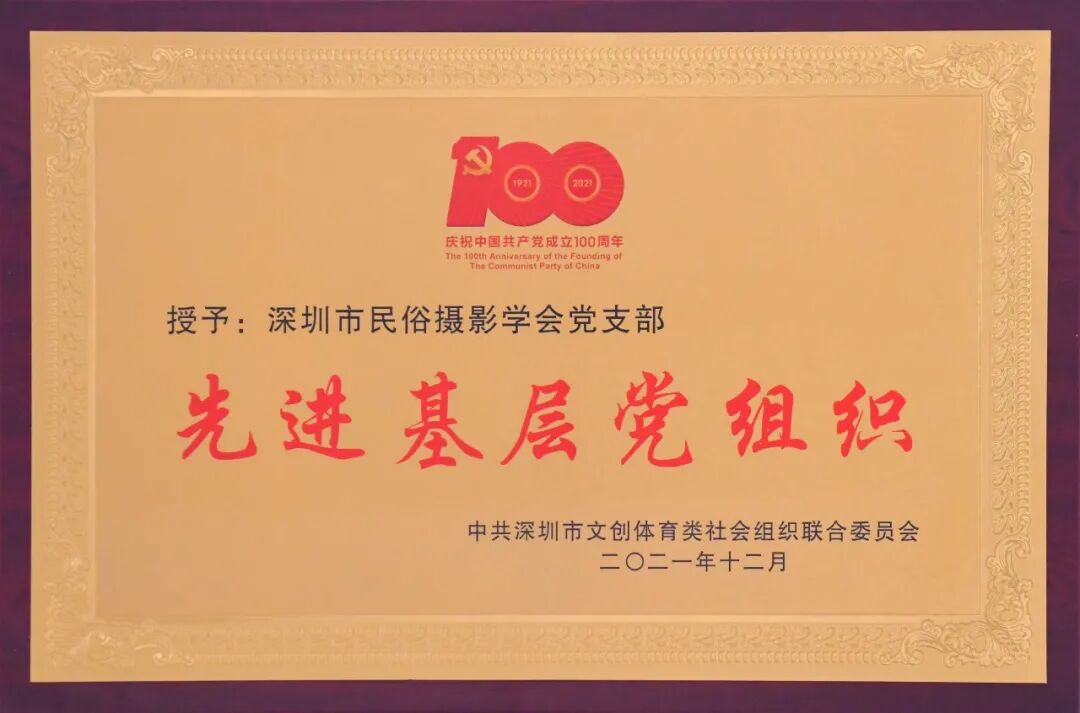 100
1921 2021
庆祝中国共产党成立100周年
The 100th Anniversary of the Founding of
The Communist Party of China
授予：深圳市民俗摄影学会党支部
先进基层党组织
中共深圳市文创体育类社会组织联合委员会
二〇二一年十二月